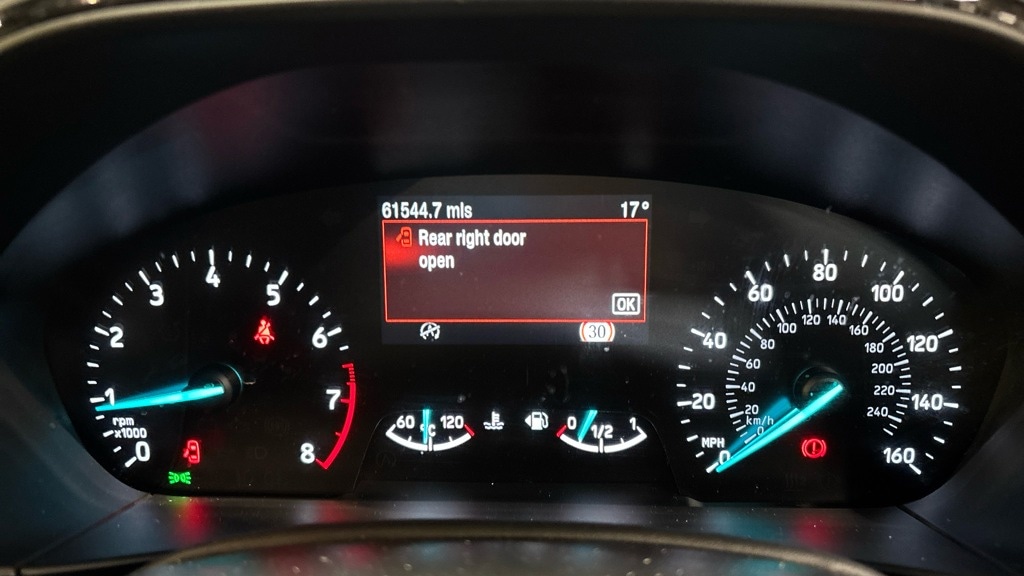 61544.7 mls 17°
Rear right door
open
OK
30
0 1 2 3 4 5 6 7 8
rpm
x1000
60 °C 120
0 1/2 1
0 20 40 60 80 100 120 140 160
MPH
0 20 40 60 80 100 120 140 160 180 200 220 240
km/h